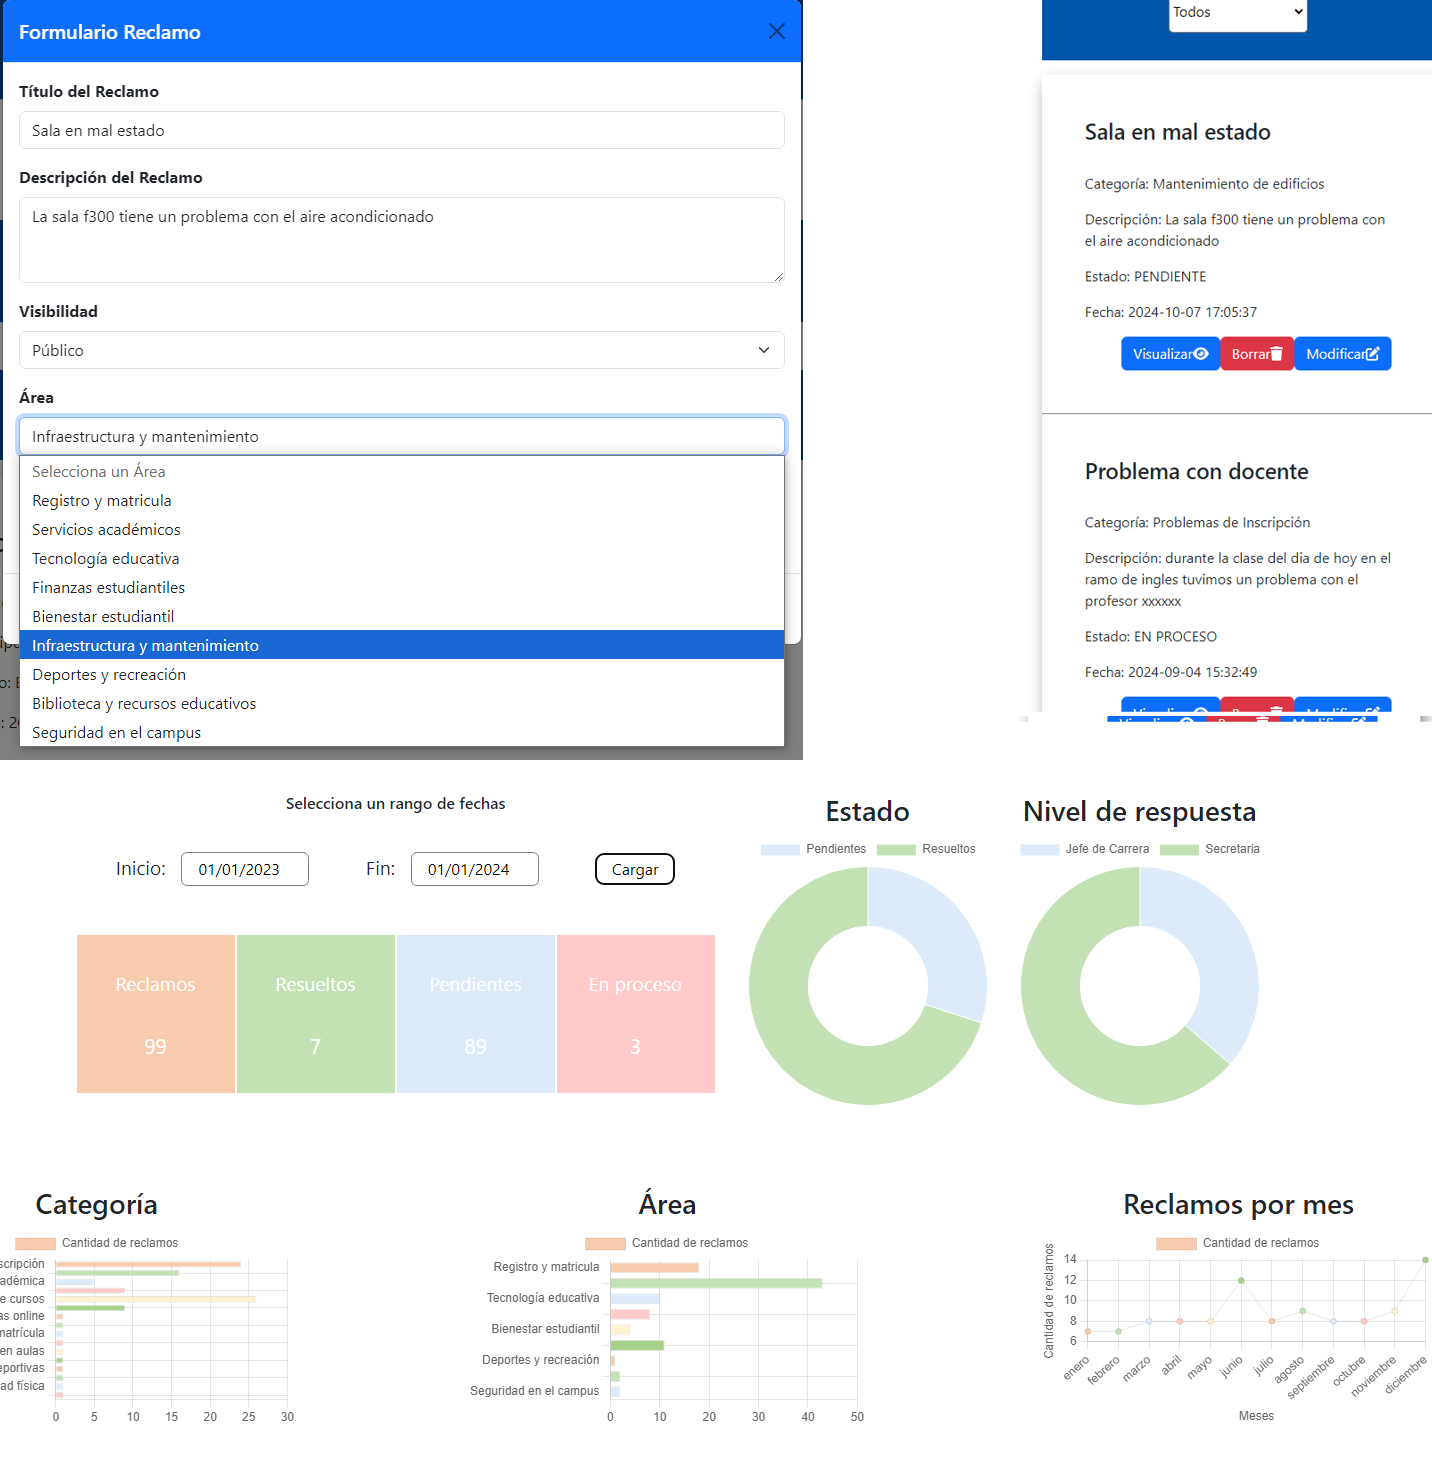 Formulario Reclamo
Título del Reclamo
Sala en mal estado
Descripción del Reclamo
La sala f300 tiene un problema con el aire acondicionado
Visibilidad
Público
Área
Infraestructura y mantenimiento
Selecciona un Área
Registro y matricula
Servicios académicos
Tecnología educativa
Finanzas estudiantiles
Bienestar estudiantil
Infraestructura y mantenimiento
Deportes y recreación
Biblioteca y recursos educativos
Seguridad en el campus
Todos
Sala en mal estado
Categoría: Mantenimiento de edificios
Descripción: La sala f300 tiene un problema con
el aire acondicionado
Estado: PENDIENTE
Fecha: 2024-10-07 17:05:37
Visualizar Borrar Modificar
Problema con docente
Categoría: Problemas de Inscripción
Descripción: durante la clase del dia de hoy en el
ramo de ingles tuvimos un problema con el
profesor xxxxxx
Estado: EN PROCESO
Fecha: 2024-09-04 15:32:49
Selecciona un rango de fechas
Inicio: 01/01/2023 Fin: 01/01/2024 Cargar
Reclamos Resueltos Pendientes En proceso
99 7 89 3
Estado
Pendientes Resueltos
Nivel de respuesta
Jefe de Carrera Secretaria
Categoría
Cantidad de reclamos
scripción
adémica
e cursos
as online
matrícula
en aulas
eportivas
ad física
0 5 10 15 20 25 30
Área
Cantidad de reclamos
Registro y matricula
Tecnología educativa
Bienestar estudiantil
Deportes y recreación
Seguridad en el campus
0 10 20 30 40 50
Reclamos por mes
Cantidad de reclamos
Cantidad de reclamos
14
12
10
8
6
enero febrero marzo abril mayo junio julio agosto septiembre octubre noviembre diciembre
Meses